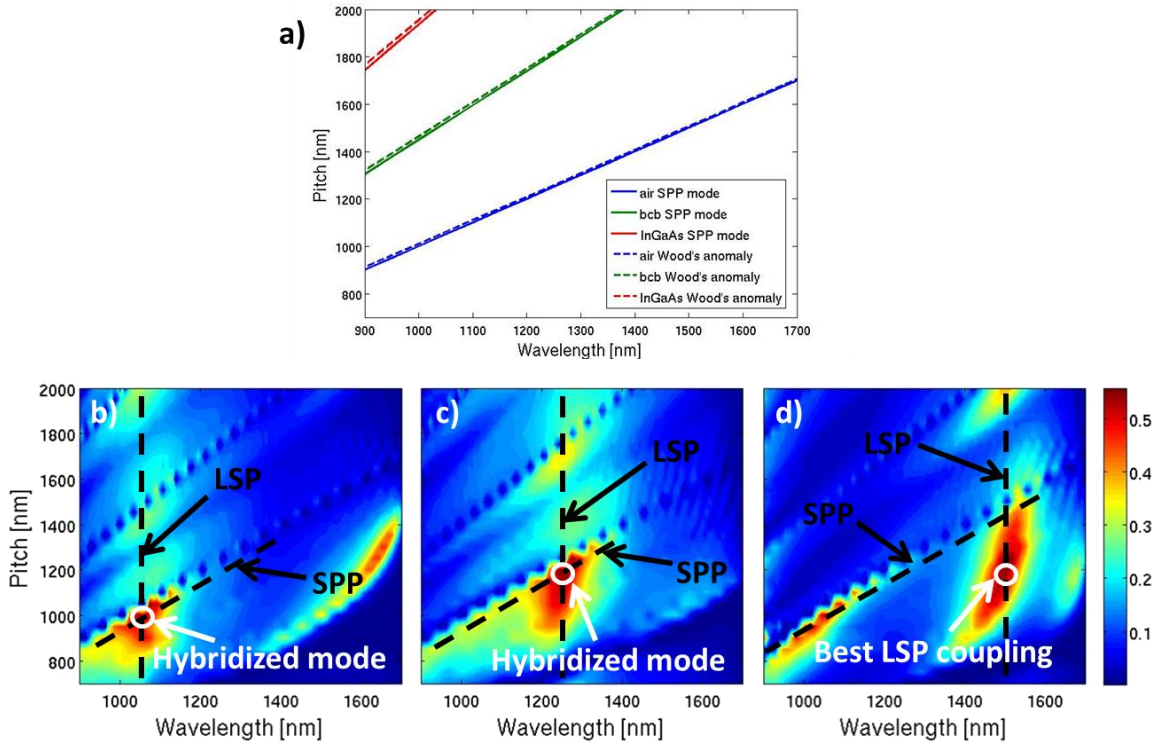 a)
2000
1800
1600
1400
1200
1000
800
Pitch [nm]
air SPP mode
bcb SPP mode
InGaAs SPP mode
air Wood's anomaly
bcb Wood's anomaly
InGaAs Wood's anomaly
900 1000 1100 1200 1300 1400 1500 1600 1700
Wavelength [nm]
b)
2000
1800
1600
1400
1200
1000
800
Pitch [nm]
LSP
SPP
Hybridized mode
1000 1200 1400 1600
Wavelength [nm]
c)
LSP
SPP
Hybridized mode
1000 1200 1400 1600
Wavelength [nm]
d)
LSP
SPP
Best LSP coupling
1000 1200 1400 1600
Wavelength [nm]
0.5
0.4
0.3
0.2
0.1